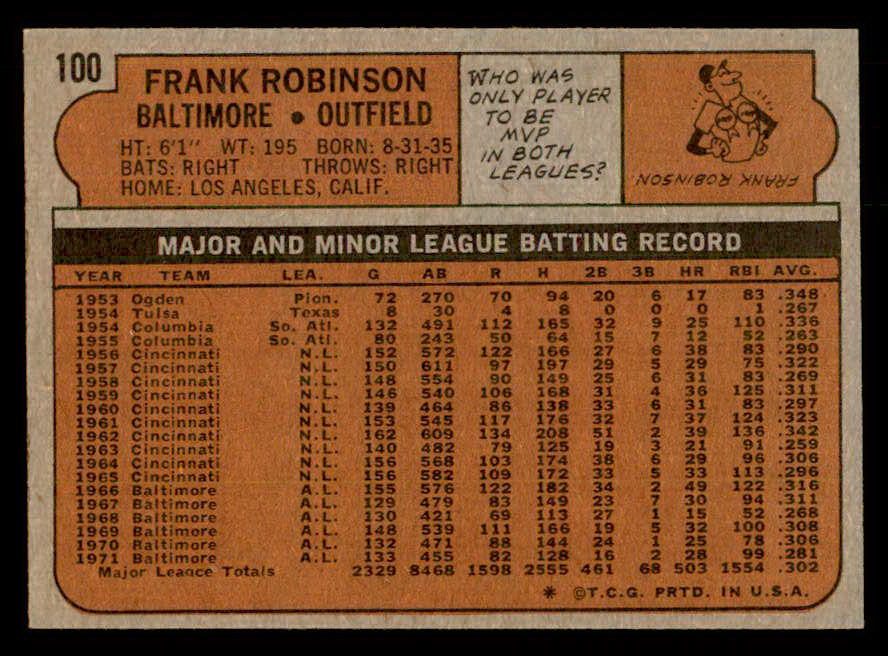 100
FRANK ROBINSON
BALTIMORE • OUTFIELD
HT: 6'1" WT: 195 BORN: 8-31-35
BATS: RIGHT THROWS: RIGHT
HOME: LOS ANGELES, CALIF.
WHO WAS
ONLY PLAYER
TO BE
MVP
IN BOTH
LEAGUES?
FRANK ROBINSON
MAJOR AND MINOR LEAGUE BATTING RECORD
YEAR TEAM LEA. G AB R H 2B 3B HR RBI AVG.
1953 Ogden Pion. 72 270 70 94 20 6 17 83 .348
1954 Tulsa Texas 8 30 4 8 0 0 0 1 .267
1954 Columbia So. Atl. 132 491 112 165 32 9 25 110 .336
1955 Columbia So. Atl. 80 243 50 64 15 7 12 52 .263
1956 Cincinnati N.L. 152 572 122 166 27 6 38 83 .290
1957 Cincinnati N.L. 150 611 97 197 29 5 29 75 .322
1958 Cincinnati N.L. 148 554 90 149 25 6 31 83 .269
1959 Cincinnati N.L. 146 540 106 168 31 4 36 125 .311
1960 Cincinnati N.L. 139 464 86 138 33 6 31 83 .297
1961 Cincinnati N.L. 153 545 117 176 32 7 37 124 .323
1962 Cincinnati N.L. 162 609 134 208 51 2 39 136 .342
1963 Cincinnati N.L. 140 482 79 125 19 3 21 91 .259
1964 Cincinnati N.L. 156 568 103 174 38 6 29 96 .306
1965 Cincinnati N.L. 156 582 109 172 33 5 33 113 .296
1966 Baltimore A.L. 155 576 122 182 34 2 49 122 .316
1967 Baltimore A.L. 129 479 83 149 23 7 30 94 .311
1968 Baltimore A.L. 130 421 69 113 27 1 15 52 .268
1969 Baltimore A.L. 148 539 111 166 19 5 32 100 .308
1970 Baltimore A.L. 132 471 88 144 24 1 25 78 .306
1971 Baltimore A.L. 133 455 82 128 16 2 28 99 .281
Major League Totals 2329 8468 1598 2555 461 68 503 1554 .302
* ©T.C.G. PRTD. IN U.S.A.